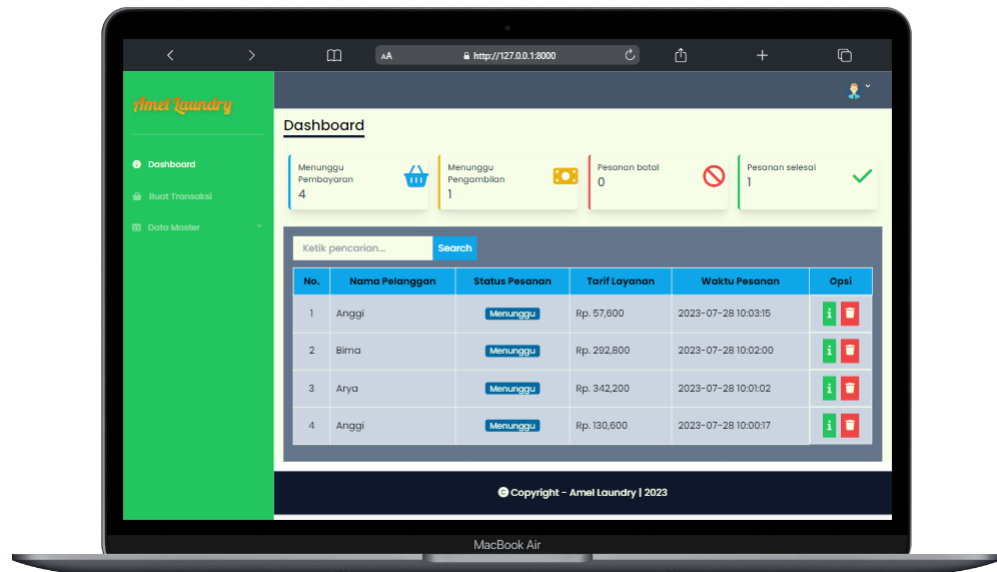 AA
http://127.0.0.1:8000
Amel Laundry
Dashboard
Buat Transaksi
Data Master
Dashboard
Menunggu
Pembayaran
4
Menunggu
Pengambilan
1
Pesanan batal
0
Pesanan selesai
1
Ketik pencarian... Search
No. Nama Pelanggan Status Pesanan Tarif Layanan Waktu Pesanan Opsi
1 Anggi Menunggu Rp. 57,600 2023-07-28 10:03:15 i
2 Bima Menunggu Rp. 292,800 2023-07-28 10:02:00 i
3 Arya Menunggu Rp. 342,200 2023-07-28 10:01:02 i
4 Anggi Menunggu Rp. 130,600 2023-07-28 10:00:17 i
© Copyright - Amel Laundry | 2023
MacBook Air